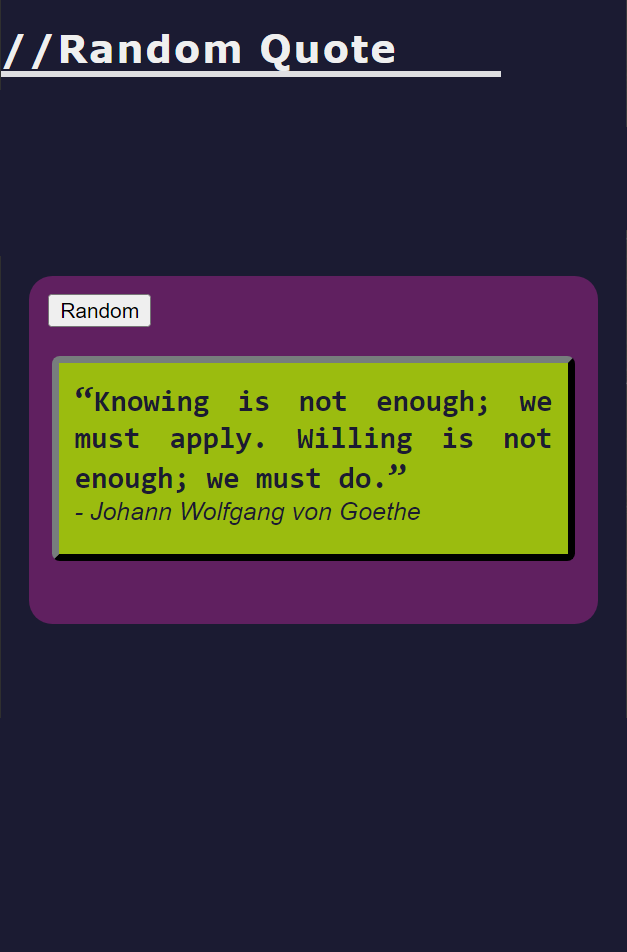 //Random Quote
Random
“Knowing is not enough; we
must apply. Willing is not
enough; we must do.”
- Johann Wolfgang von Goethe